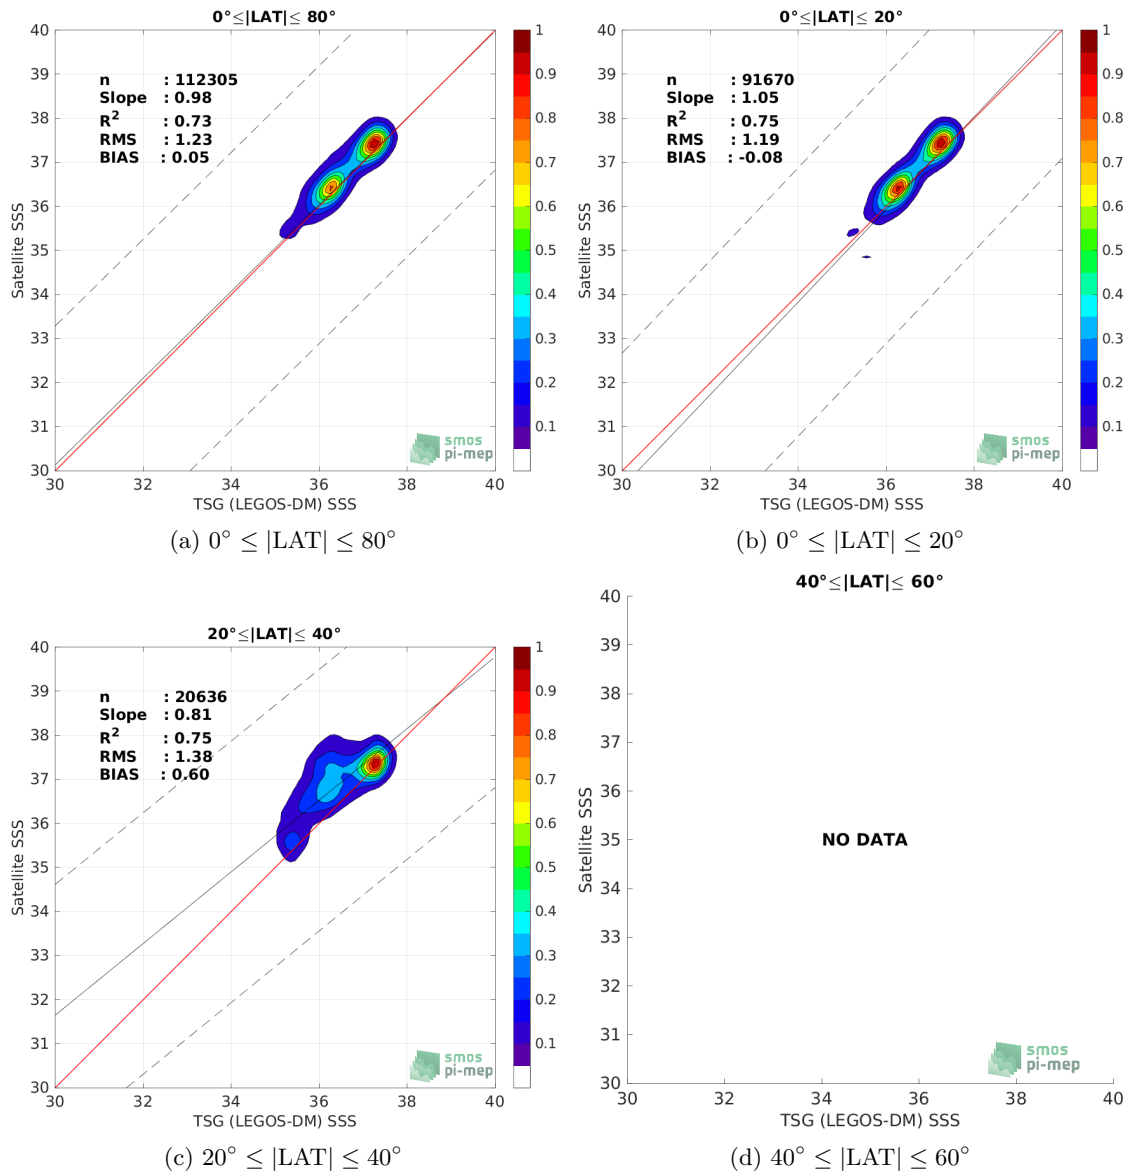 0°≤|LAT|≤ 80°
40
39
38
37
36
35
34
33
32
31
30
Satellite SSS
n : 112305
Slope : 0.98
R² : 0.73
RMS : 1.23
BIAS : 0.05
smos
pi-mep
30 32 34 36 38 40
TSG (LEGOS-DM) SSS
1
0.9
0.8
0.7
0.6
0.5
0.4
0.3
0.2
0.1
(a) 0° ≤ |LAT| ≤ 80°
0°≤|LAT|≤ 20°
40
39
38
37
36
35
34
33
32
31
30
Satellite SSS
n : 91670
Slope : 1.05
R² : 0.75
RMS : 1.19
BIAS : -0.08
smos
pi-mep
30 32 34 36 38 40
TSG (LEGOS-DM) SSS
1
0.9
0.8
0.7
0.6
0.5
0.4
0.3
0.2
0.1
(b) 0° ≤ |LAT| ≤ 20°
20°≤|LAT|≤ 40°
40
39
38
37
36
35
34
33
32
31
30
Satellite SSS
n : 20636
Slope : 0.81
R² : 0.75
RMS : 1.38
BIAS : 0.60
smos
pi-mep
30 32 34 36 38 40
TSG (LEGOS-DM) SSS
1
0.9
0.8
0.7
0.6
0.5
0.4
0.3
0.2
0.1
(c) 20° ≤ |LAT| ≤ 40°
40°≤|LAT|≤ 60°
40
39
38
37
36
35
34
33
32
31
30
Satellite SSS
NO DATA
smos
pi-mep
30 32 34 36 38 40
TSG (LEGOS-DM) SSS
(d) 40° ≤ |LAT| ≤ 60°